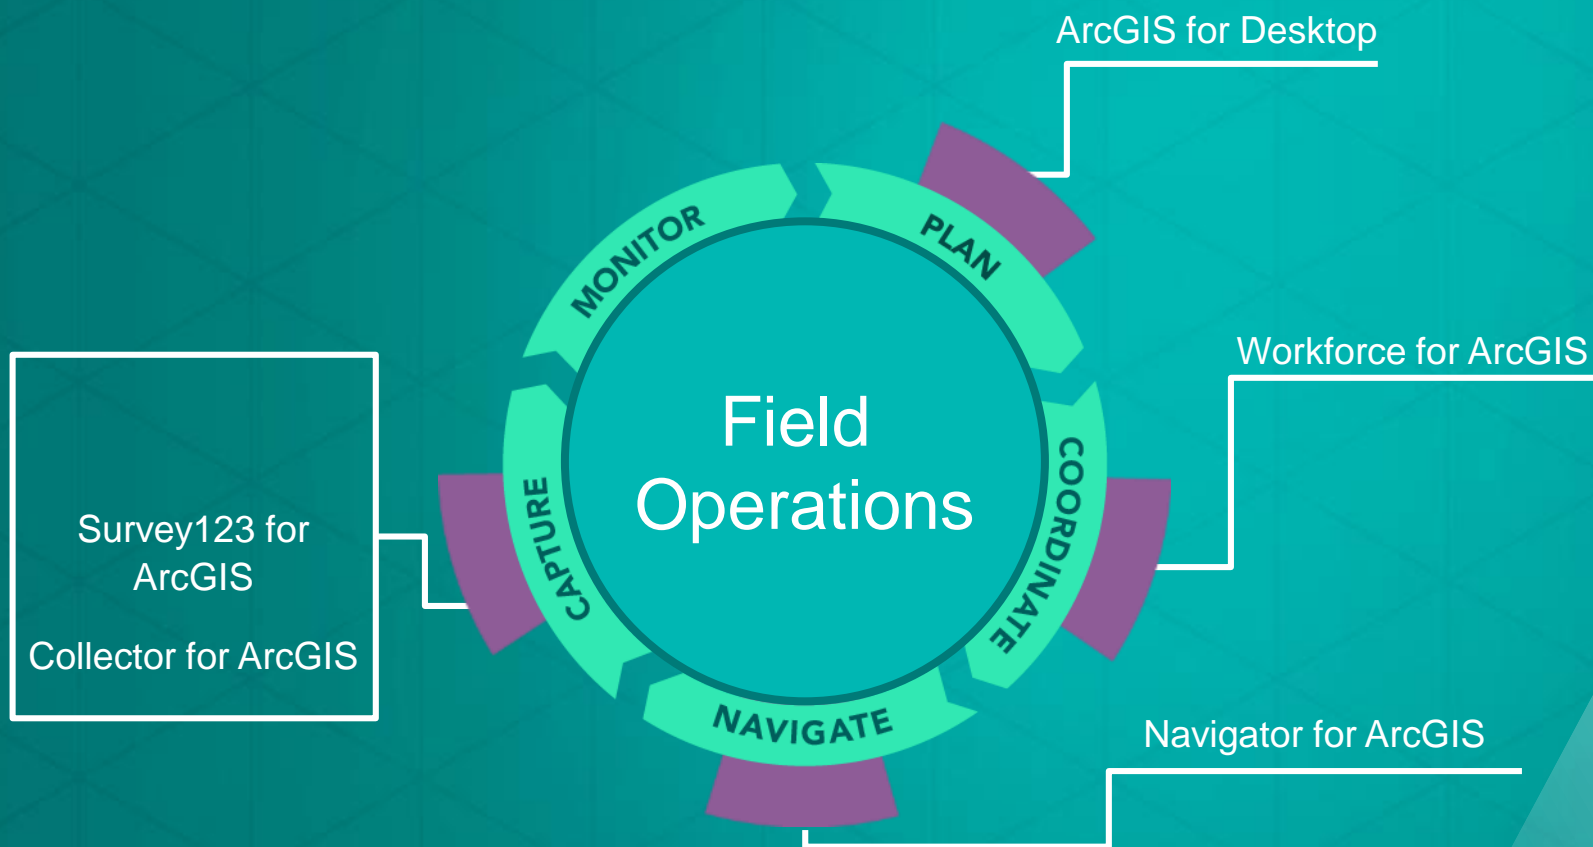 ArcGIS for Desktop
MONITOR
PLAN
Workforce for ArcGIS
Field
Operations
COORDINATE
CAPTURE
Survey123 for
ArcGIS
Collector for ArcGIS
NAVIGATE
Navigator for ArcGIS